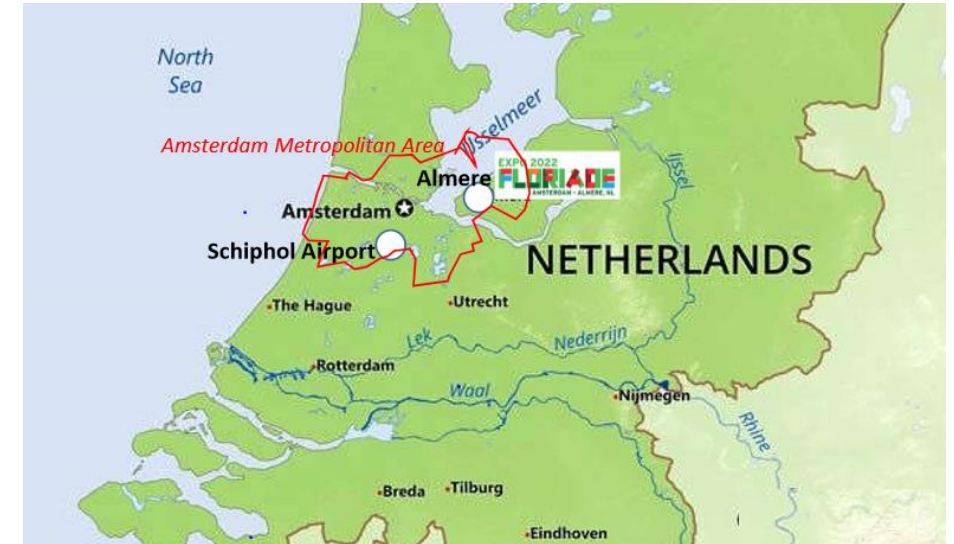 North
Sea
Amsterdam Metropolitan Area
IJsselmeer
EXPO 2022
FLORIADE
AMSTERDAM - ALMERE, NL
Almere
IJssel
Amsterdam
Schiphol Airport
NETHERLANDS
The Hague
Utrecht
Lek
Nederrijn
Rotterdam
Waal
Nijmegen
Rhine
Breda
Tilburg
Eindhoven